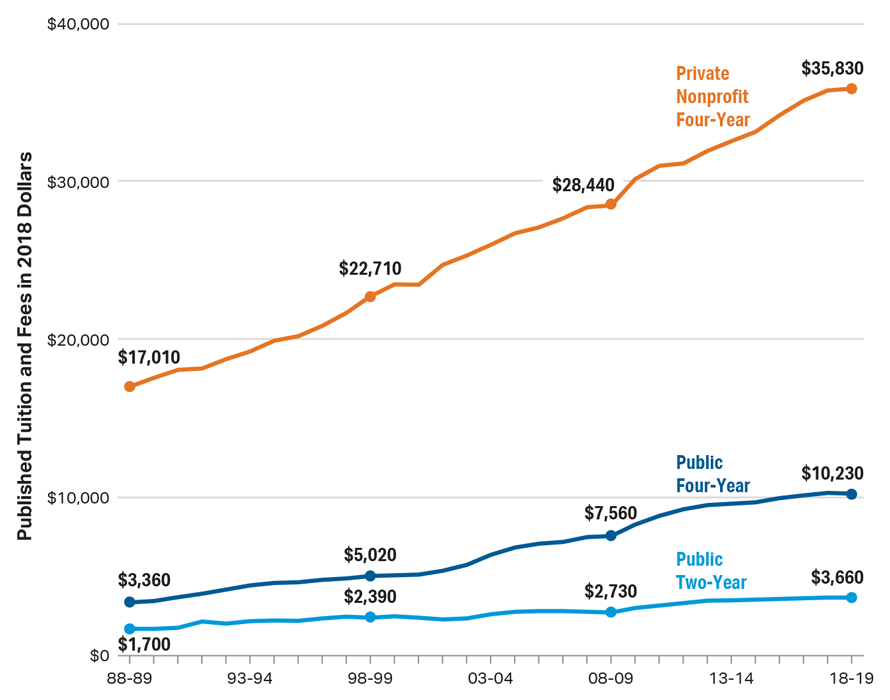 $40,000
$35,830
Private
Nonprofit
Four-Year
$30,000
$28,440
$22,710
$20,000
$17,010
Published Tuition and Fees in 2018 Dollars
Public
Four-Year
$10,230
$10,000
$7,560
$5,020
$3,360
Public
Two-Year
$3,660
$2,730
$2,390
$1,700
$0
88-89 93-94 98-99 03-04 08-09 13-14 18-19